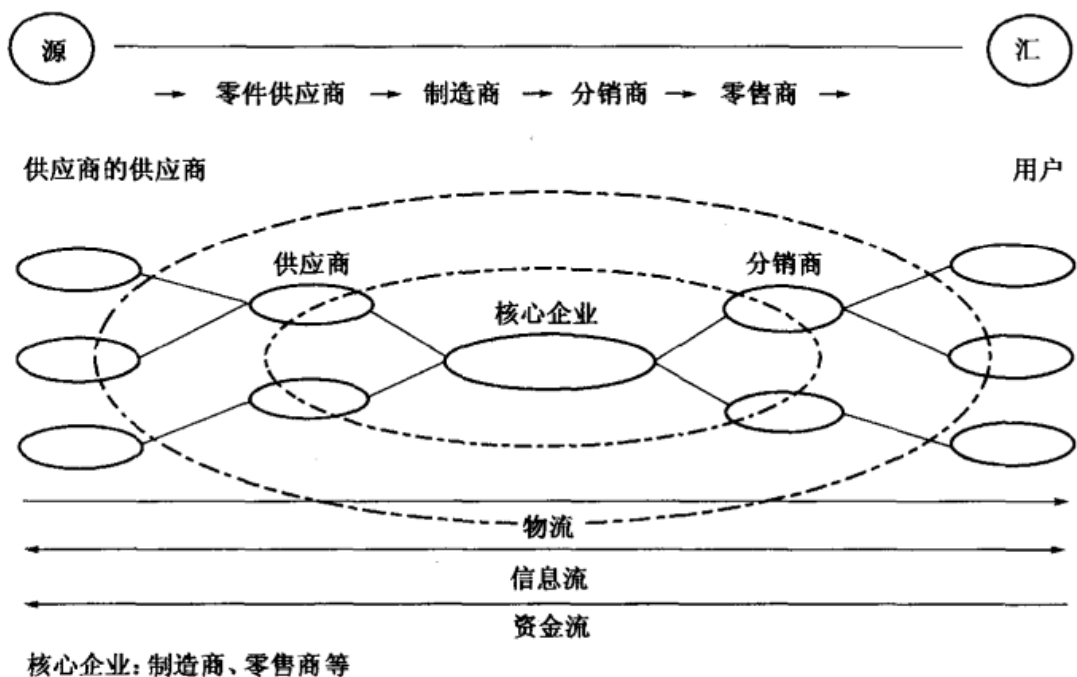 源 汇
→ 零件供应商 → 制造商 → 分销商 → 零售商 →
供应商的供应商 用户
供应商 分销商
核心企业
物流
信息流
资金流
核心企业: 制造商、零售商等